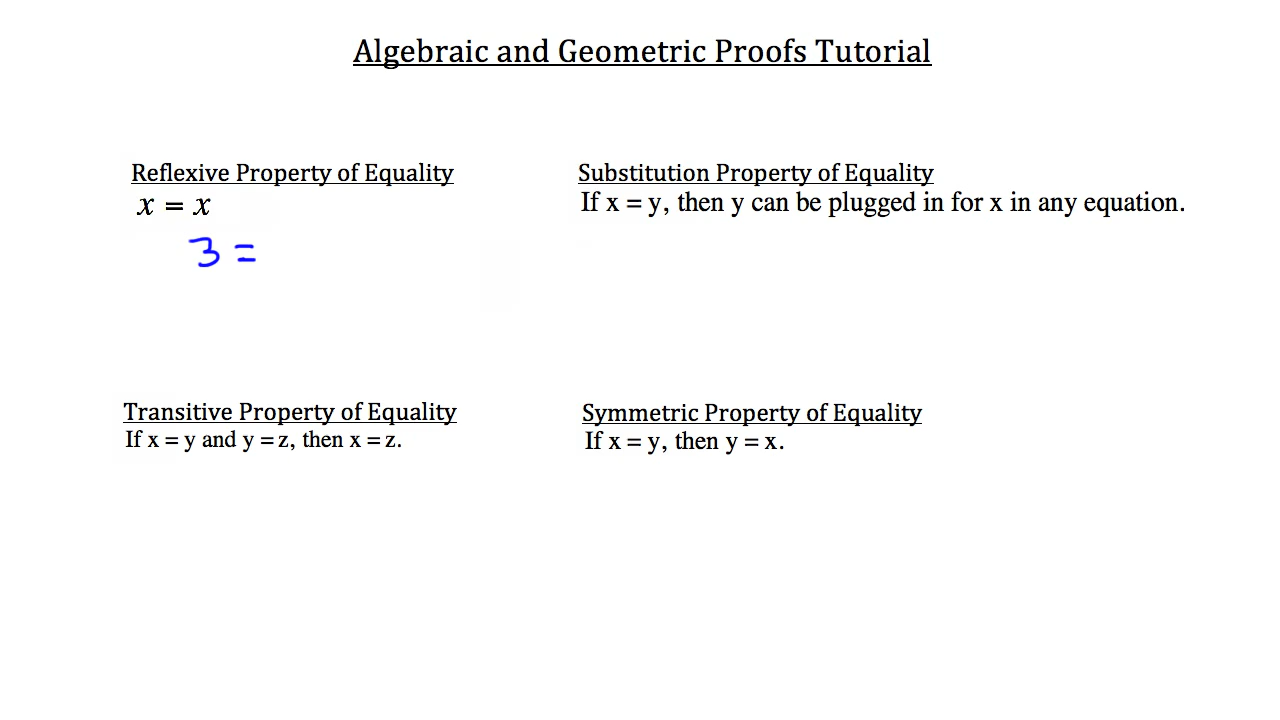 Algebraic and Geometric Proofs Tutorial
Reflexive Property of Equality
x = x
3 =
Substitution Property of Equality
If x = y, then y can be plugged in for x in any equation.
Transitive Property of Equality
If x = y and y = z, then x = z.
Symmetric Property of Equality
If x = y, then y = x.